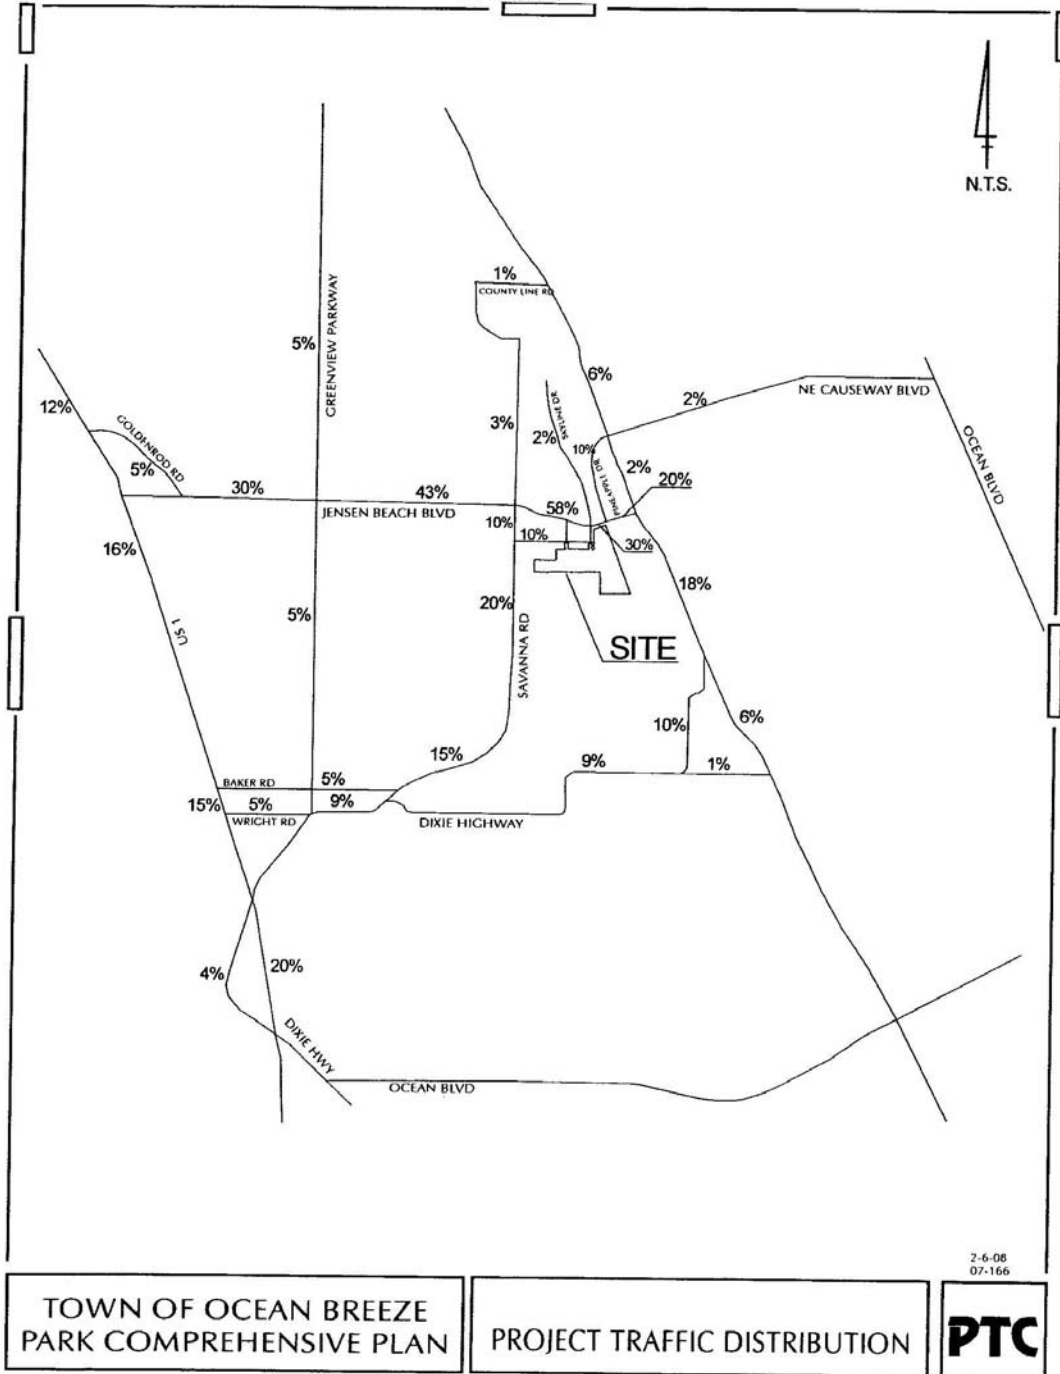 N.T.S.
1%
COUNTY LINE RD
GREENVIEW PARKWAY
5%
6%
NE CAUSEWAY BLVD
2%
12%
GOLDENROD RD
5%
3%
SKYLINE DR
2%
10%
PINEAPPLE DR
2%
20%
OCEAN BLVD
30%
43%
58%
JENSEN BEACH BLVD
10%
10%
30%
16%
18%
20%
5%
US 1
SAVANNA RD
SITE
10%
6%
15%
9%
1%
BAKER RD
5%
15%
5%
9%
WRIGHT RD
DIXIE HIGHWAY
4%
20%
DIXIE HWY
OCEAN BLVD
2-6-08
07-166
TOWN OF OCEAN BREEZE
PARK COMPREHENSIVE PLAN
PROJECT TRAFFIC DISTRIBUTION
PTC